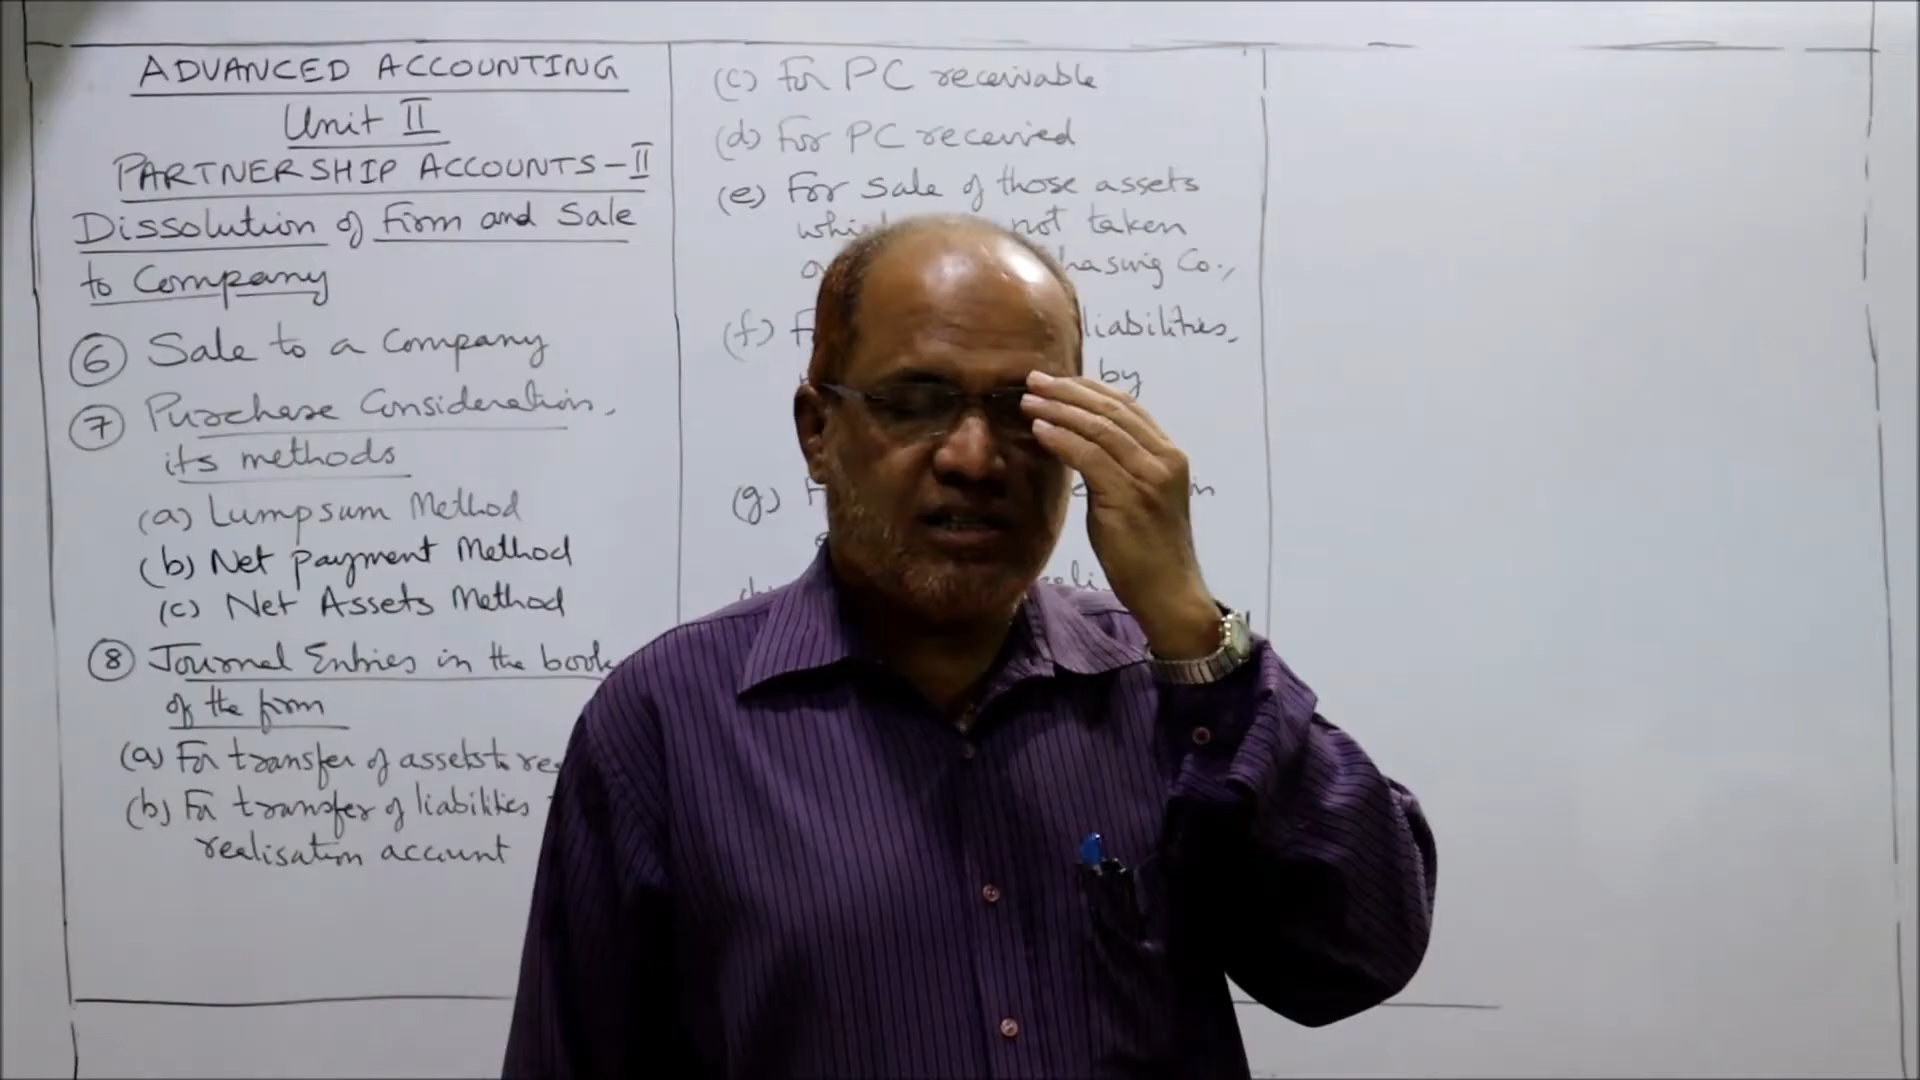 ADVANCED ACCOUNTING
Unit II
PARTNERSHIP ACCOUNTS-II
Dissolution of Firm and Sale
to Company
(6) Sale to a Company
(7) Purchase Consideration,
its methods
(a) Lumpsum Method
(b) Net payment Method
(c) Net Assets Method
(8) Journal Entries in the book
of the firm
(a) For transfer of assets to
(b) For transfer of liabilities
realisation account
(c) For PC receivable
(d) For PC received
(e) For sale of those assets
not taken
Co.,
(f) liabilities,
by
(g)